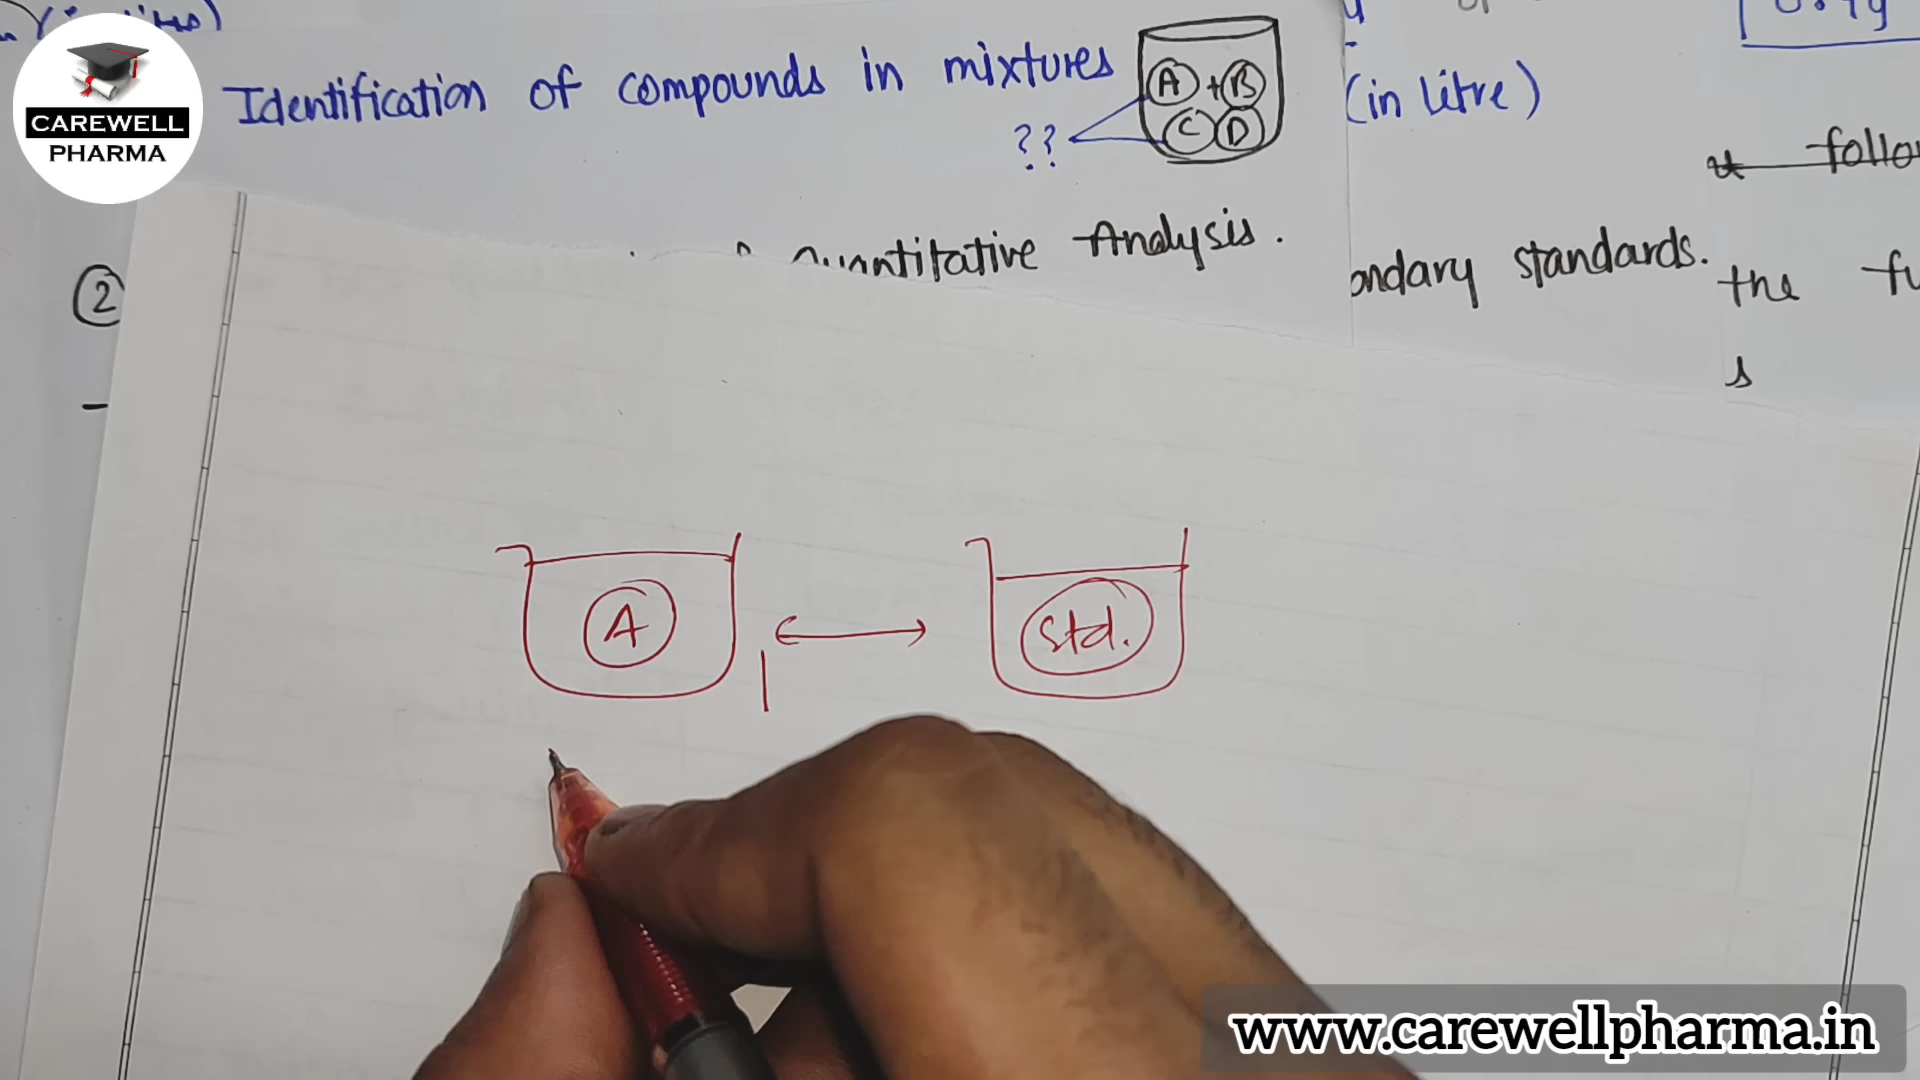 CAREWELL
PHARMA
Identification of compounds in mixtures
A + B
C D
??
(in Litre)
follo
Quantitative Analysis.
ondary standards.
the
2
s
A
Std.
www.carewellpharma.in